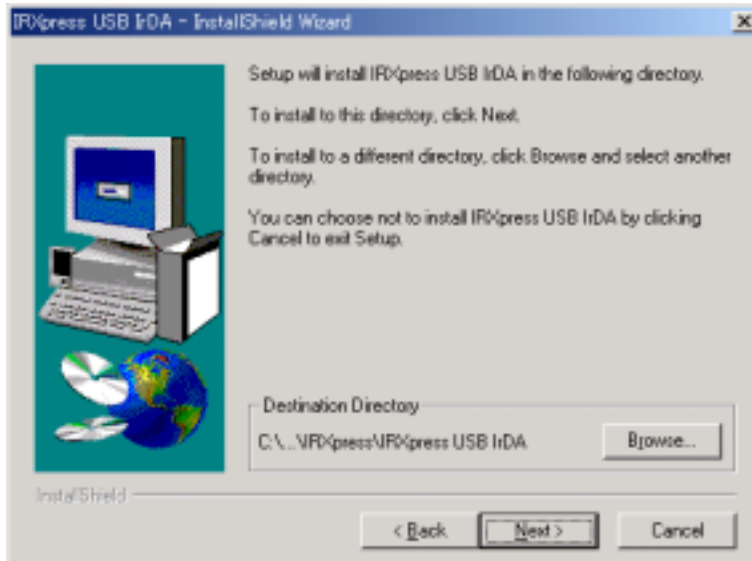 IRXpress USB IrDA - InstallShield Wizard
Setup will install IRXpress USB IrDA in the following directory.
To install to this directory, click Next.
To install to a different directory, click Browse and select another
directory.
You can choose not to install IRXpress USB IrDA by clicking
Cancel to exit Setup.
Destination Directory
C:\...\IRXpress\IRXpress USB IrDA
Browse...
InstallShield
< Back
Next >
Cancel